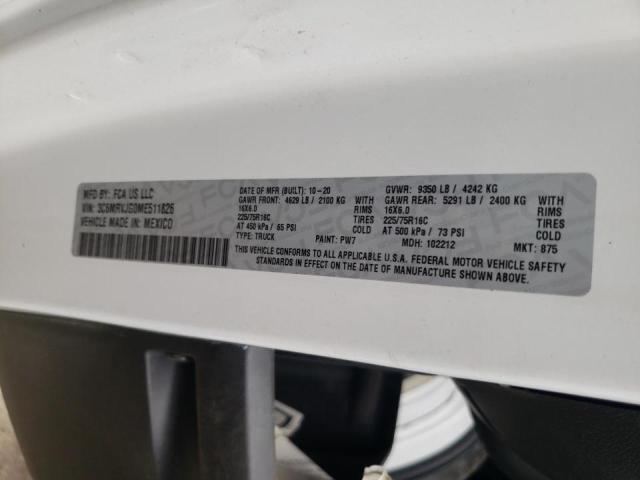 MFD BY: FCA US LLC
VIN: 3C6MRVJG0ME511826
VEHICLE MADE IN: MEXICO
DATE OF MFR (BUILT): 10-20
GAWR FRONT: 4629 LB / 2100 KG
16X6.0 RIMS
225/75R16C TIRES
AT 450 kPa / 65 PSI COLD
TYPE: TRUCK PAINT: PW7
GVWR: 9350 LB / 4242 KG
GAWR REAR: 5291 LB / 2400 KG
16X6.0 RIMS
225/75R16C TIRES
AT 500 kPa / 73 PSI COLD
MDH: 102212 MKT: 875
THIS VEHICLE CONFORMS TO ALL APPLICABLE U.S.A. FEDERAL MOTOR VEHICLE SAFETY
STANDARDS IN EFFECT ON THE DATE OF MANUFACTURE SHOWN ABOVE.